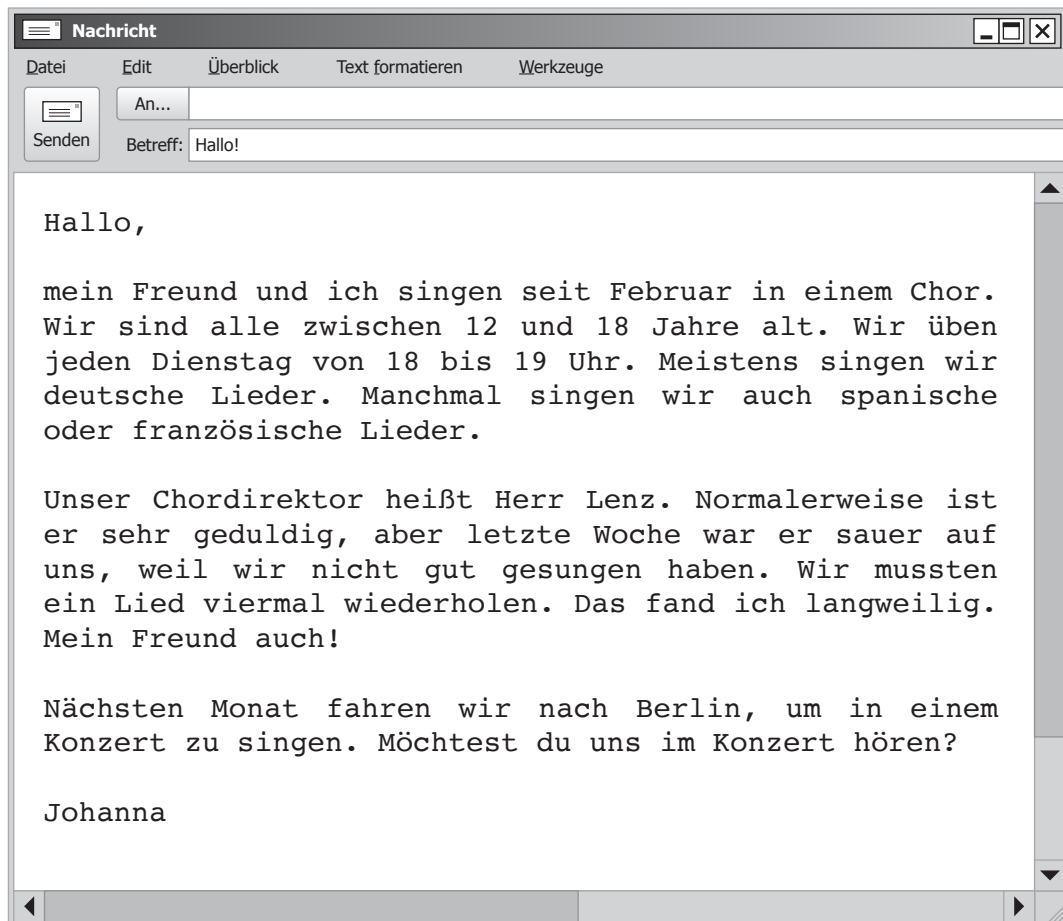 Nachricht
Datei Edit Überblick Text formatieren Werkzeuge
An...
Senden
Betreff: Hallo!
Hallo,
mein Freund und ich singen seit Februar in einem Chor.
Wir sind alle zwischen 12 und 18 Jahre alt. Wir üben
jeden Dienstag von 18 bis 19 Uhr. Meistens singen wir
deutsche Lieder. Manchmal singen wir auch spanische
oder französische Lieder.
Unser Chordirektor heißt Herr Lenz. Normalerweise ist
er sehr geduldig, aber letzte Woche war er sauer auf
uns, weil wir nicht gut gesungen haben. Wir mussten
ein Lied viermal wiederholen. Das fand ich langweilig.
Mein Freund auch!
Nächsten Monat fahren wir nach Berlin, um in einem
Konzert zu singen. Möchtest du uns im Konzert hören?
Johanna